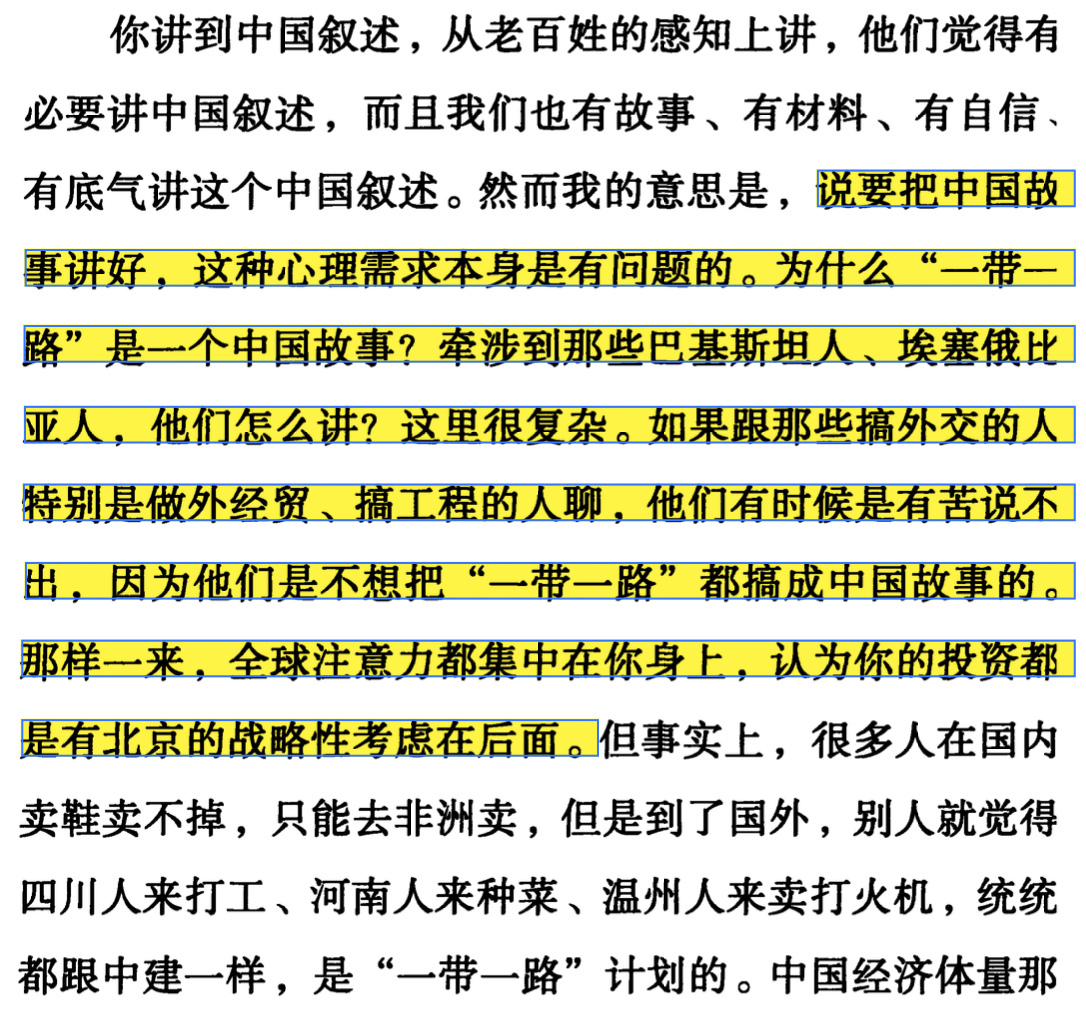 你讲到中国叙述，从老百姓的感知上讲，他们觉得有
必要讲中国叙述，而且我们也有故事、有材料、有自信、
有底气讲这个中国叙述。然而我的意思是，说要把中国故
事讲好，这种心理需求本身是有问题的。为什么“一带一
路”是一个中国故事？牵涉到那些巴基斯坦人、埃塞俄比
亚人，他们怎么讲？这里很复杂。如果跟那些搞外交的人
特别是做外经贸、搞工程的人聊，他们有时候是有苦说不
出，因为他们是不想把“一带一路”都搞成中国故事的。
那样一来，全球注意力都集中在你身上，认为你的投资都
是有北京的战略性考虑在后面。但事实上，很多人在国内
卖鞋卖不掉，只能去非洲卖，但是到了国外，别人就觉得
四川人来打工、河南人来种菜、温州人来卖打火机，统统
都跟中建一样，是“一带一路”计划的。中国经济体量那